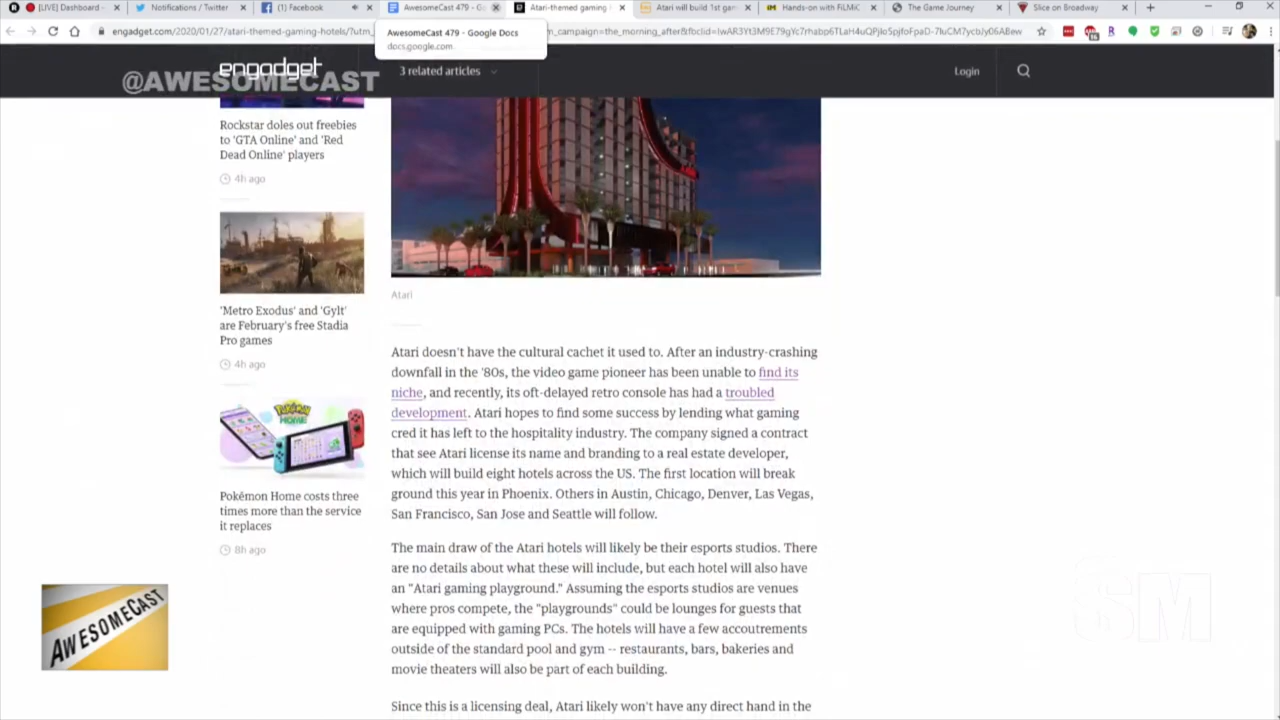 [LIVE] Dashboard
Notifications / Twitter
(1) Facebook
AwesomeCast 479 - Go
Atari-themed gaming
Atari will build 1st gam
Hands-on with FiLMiC
The Game Journey
Slice on Broadway
AwesomeCast 479 - Google Docs
docs.google.com
engadget
@AWESOMECAST
3 related articles
Login
Rockstar doles out freebies
to 'GTA Online' and 'Red
Dead Online' players
4h ago
'Metro Exodus' and 'Gylt'
are February's free Stadia
Pro games
4h ago
POKÉMON
HOME
Pokémon Home costs three
times more than the service
it replaces
8h ago
Atari
Atari doesn't have the cultural cachet it used to. After an industry-crashing
downfall in the '80s, the video game pioneer has been unable to find its
niche, and recently, its oft-delayed retro console has had a troubled
development. Atari hopes to find some success by lending what gaming
cred it has left to the hospitality industry. The company signed a contract
that see Atari license its name and branding to a real estate developer,
which will build eight hotels across the US. The first location will break
ground this year in Phoenix. Others in Austin, Chicago, Denver, Las Vegas,
San Francisco, San Jose and Seattle will follow.
The main draw of the Atari hotels will likely be their esports studios. There
are no details about what these will include, but each hotel will also have
an "Atari gaming playground." Assuming the esports studios are venues
where pros compete, the "playgrounds" could be lounges for guests that
are equipped with gaming PCs. The hotels will have a few accoutrements
outside of the standard pool and gym -- restaurants, bars, bakeries and
movie theaters will also be part of each building.
Since this is a licensing deal, Atari likely won't have any direct hand in the
AWESOMECAST
SM